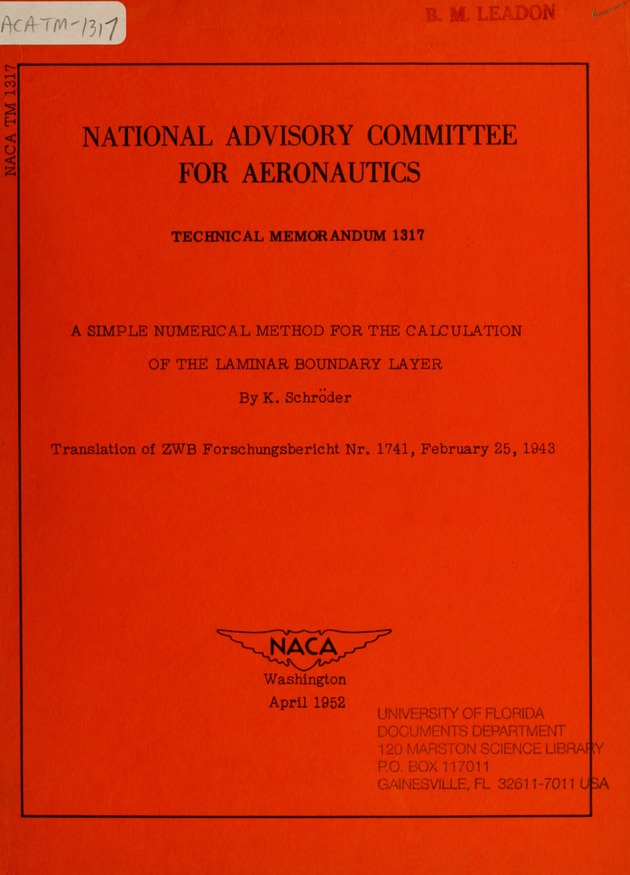 ACA-TM-1317
B. M. LEADON
NACA TM 1317
NATIONAL ADVISORY COMMITTEE
FOR AERONAUTICS
TECHNICAL MEMORANDUM 1317
A SIMPLE NUMERICAL METHOD FOR THE CALCULATION
OF THE LAMINAR BOUNDARY LAYER
By K. Schröder
Translation of ZWB Forschungsbericht Nr. 1741, February 25, 1943
NACA
Washington
April 1952
UNIVERSITY OF FLORIDA
DOCUMENTS DEPARTMENT
120 MARSTON SCIENCE LIBRARY
P.O. BOX 117011
GAINESVILLE, FL 32611-7011 USA